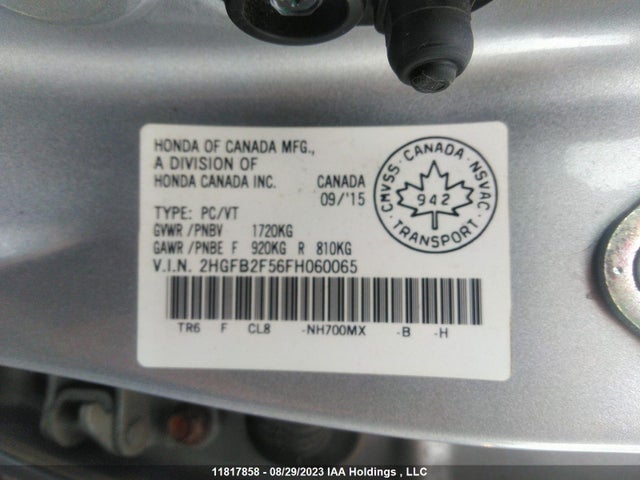 HONDA OF CANADA MFG.,
A DIVISION OF
HONDA CANADA INC. CANADA
09/'15
TYPE: PC/VT
GVWR /PNBV 1720KG
GAWR /PNBE F 920KG R 810KG
V.I.N. 2HGFB2F56FH060065
TR6 F CL8 -NH700MX -B -H
CMVSS · CANADA · NSVAC
942
TRANSPORT
11817858 - 08/29/2023 IAA Holdings , LLC